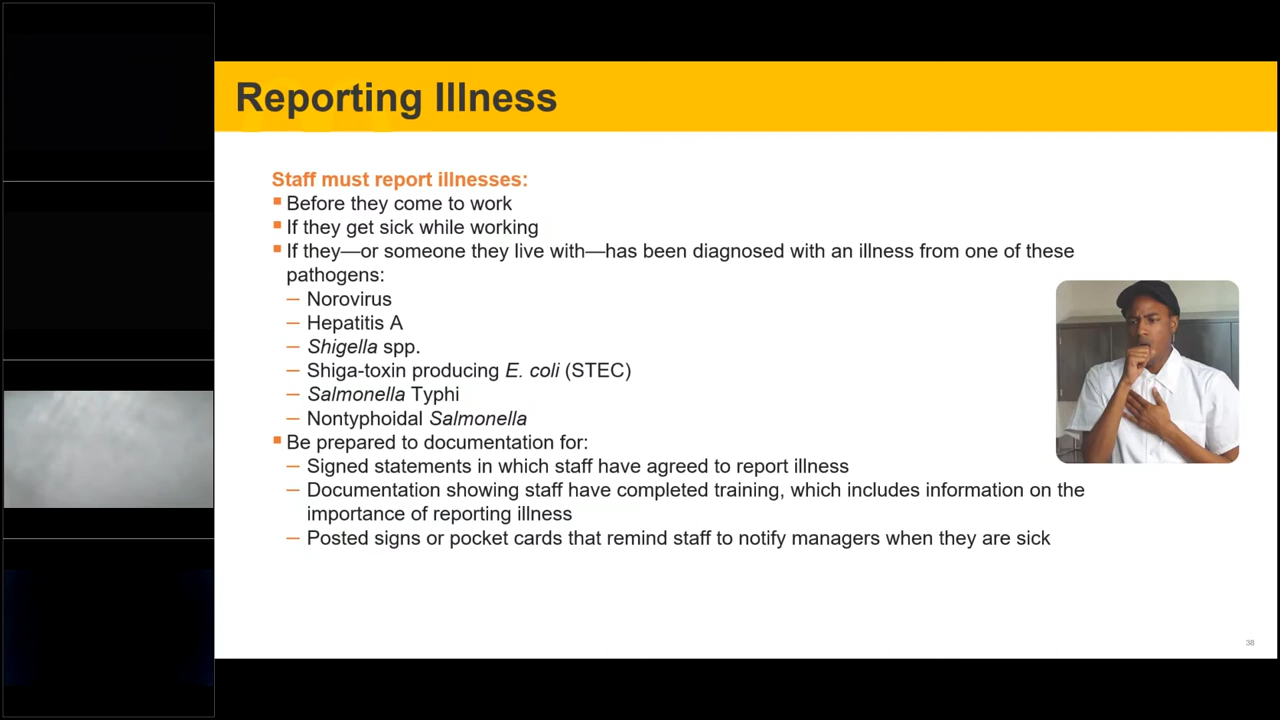 Reporting Illness
Staff must report illnesses:
Before they come to work
If they get sick while working
If they—or someone they live with—has been diagnosed with an illness from one of these
pathogens:
– Norovirus
– Hepatitis A
– Shigella spp.
– Shiga-toxin producing E. coli (STEC)
– Salmonella Typhi
– Nontyphoidal Salmonella
Be prepared to documentation for:
– Signed statements in which staff have agreed to report illness
– Documentation showing staff have completed training, which includes information on the
importance of reporting illness
– Posted signs or pocket cards that remind staff to notify managers when they are sick
38